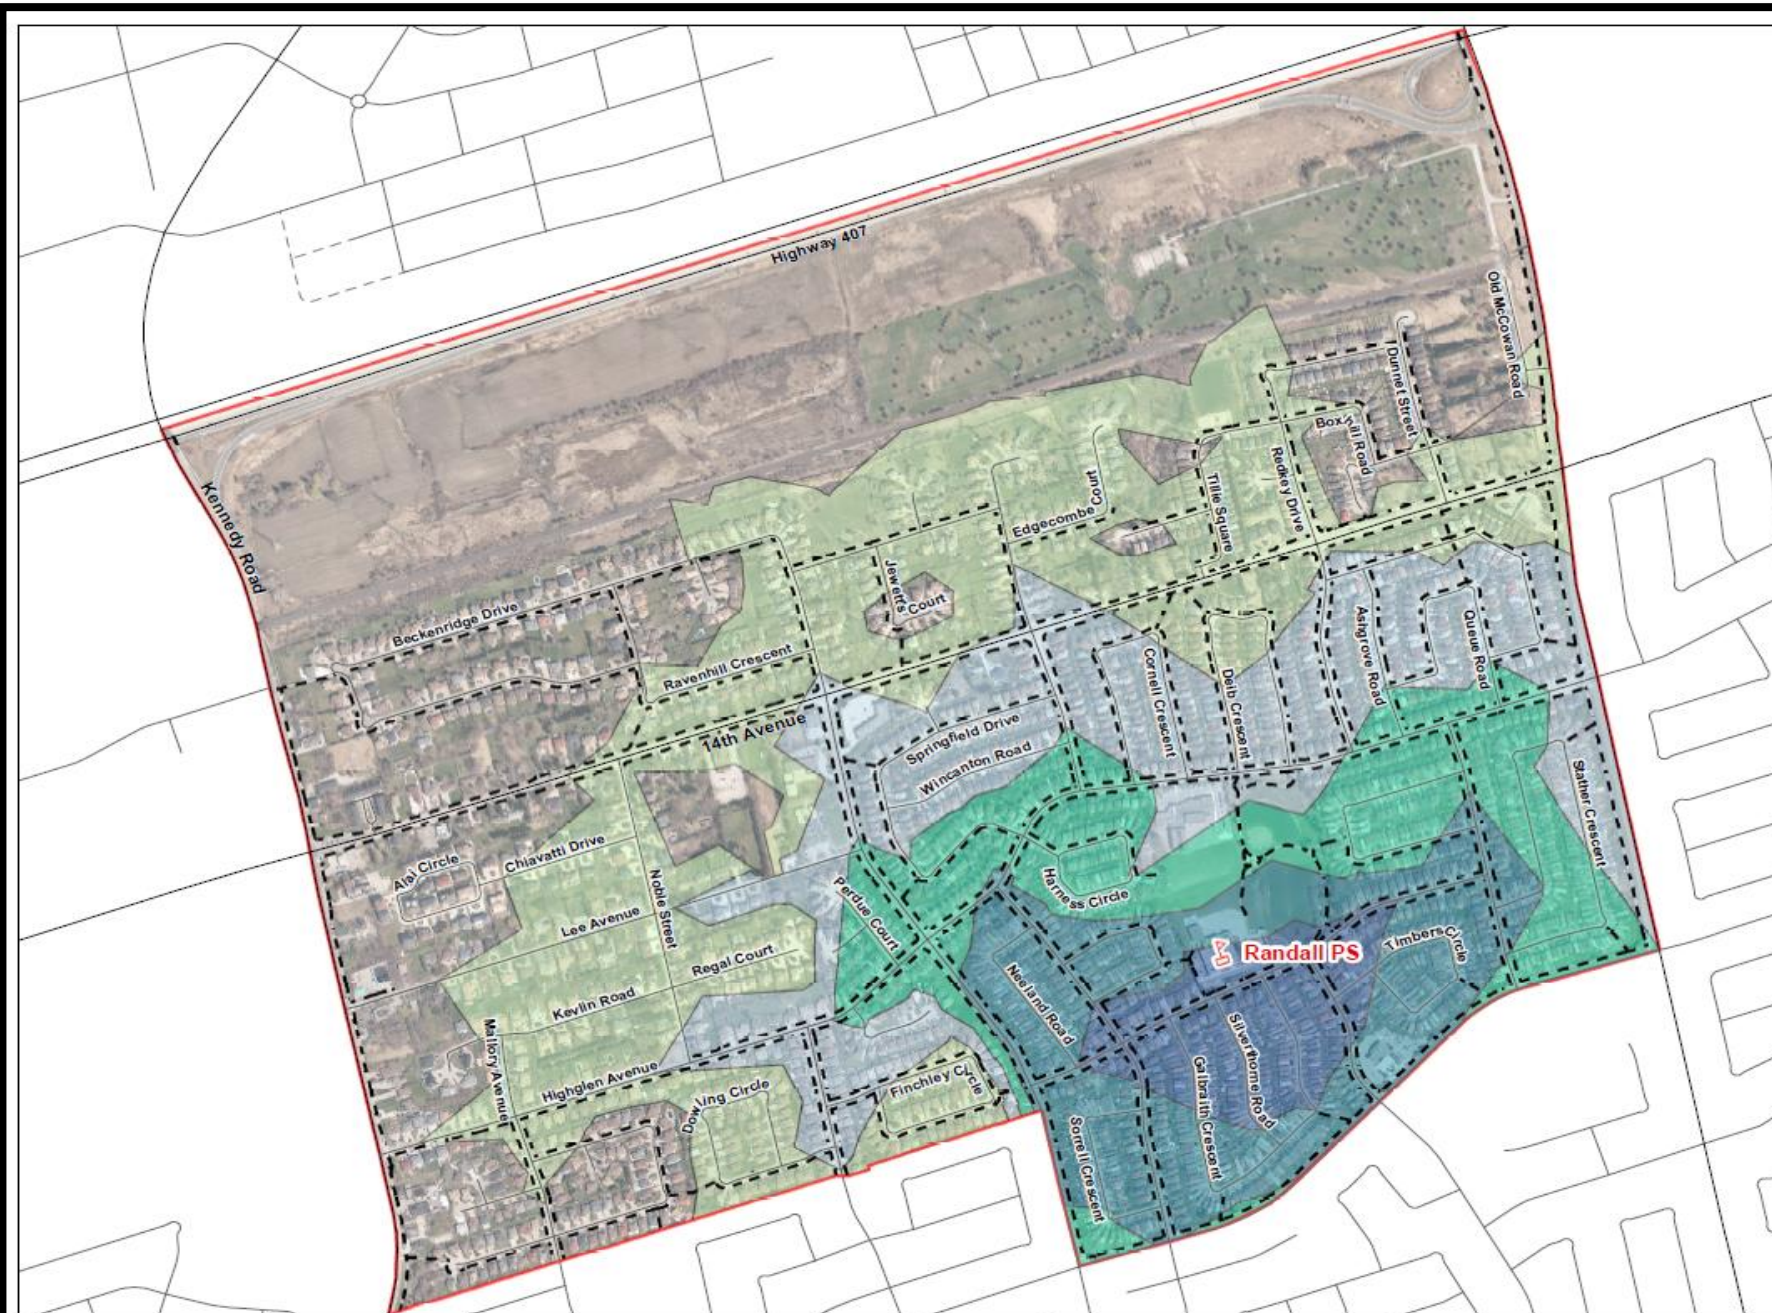 Highway 407
Old McCowan Road
Dunnet Street
Boxhill Road
Redkey Drive
Tillie Square
Edgecombe Court
Kennedy Road
Jewetts Court
Beckenridge Drive
Ravenhill Crescent
14th Avenue
Ashgrove Road
Queue Road
Cornell Crescent
Deib Crescent
Springfield Drive
Wincanton Road
Stather Crescent
Alai Circle
Chiavatti Drive
Noble Street
Lee Avenue
Harness Circle
Perdue Court
Timbers Circle
Randall PS
Regal Court
Kevlin Road
Neeland Road
Silverthorne Road
Galbraith Crescent
Mallory Avenue
Highglen Avenue
Dowling Circle
Finchley Circle
Sorrell Crescent